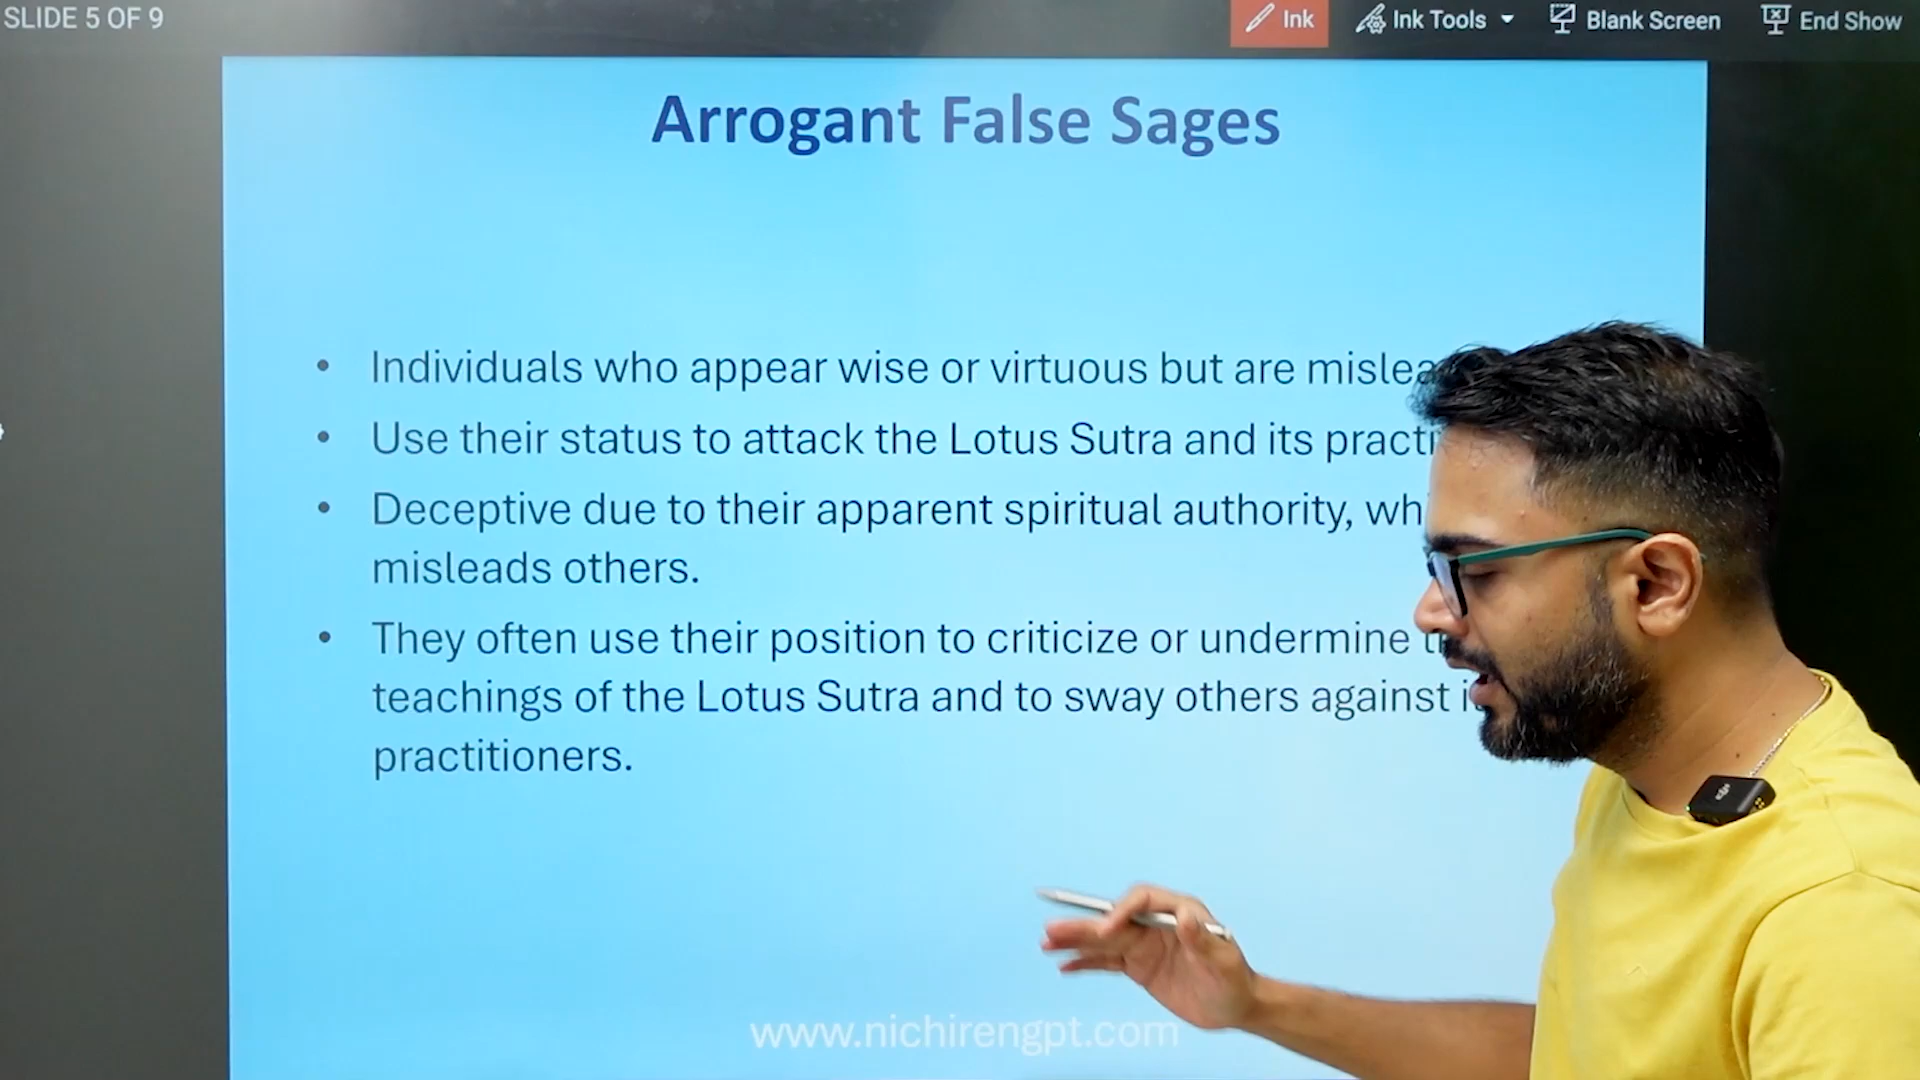 SLIDE 5 OF 9
Ink
Ink Tools
Blank Screen
End Show
Arrogant False Sages
• Individuals who appear wise or virtuous but are
• Use their status to attack the Lotus Sutra and its
• Deceptive due to their apparent spiritual authority,
misleads others.
• They often use their position to criticize or undermine
teachings of the Lotus Sutra and to sway others against
practitioners.
www.nichirengpt.com